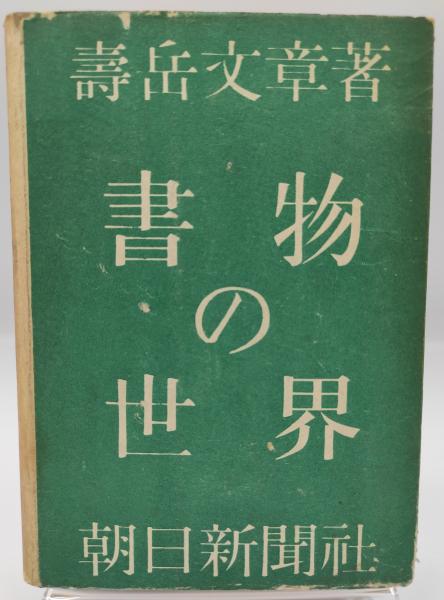 壽岳文章著
書物
の
世界
朝日新聞社